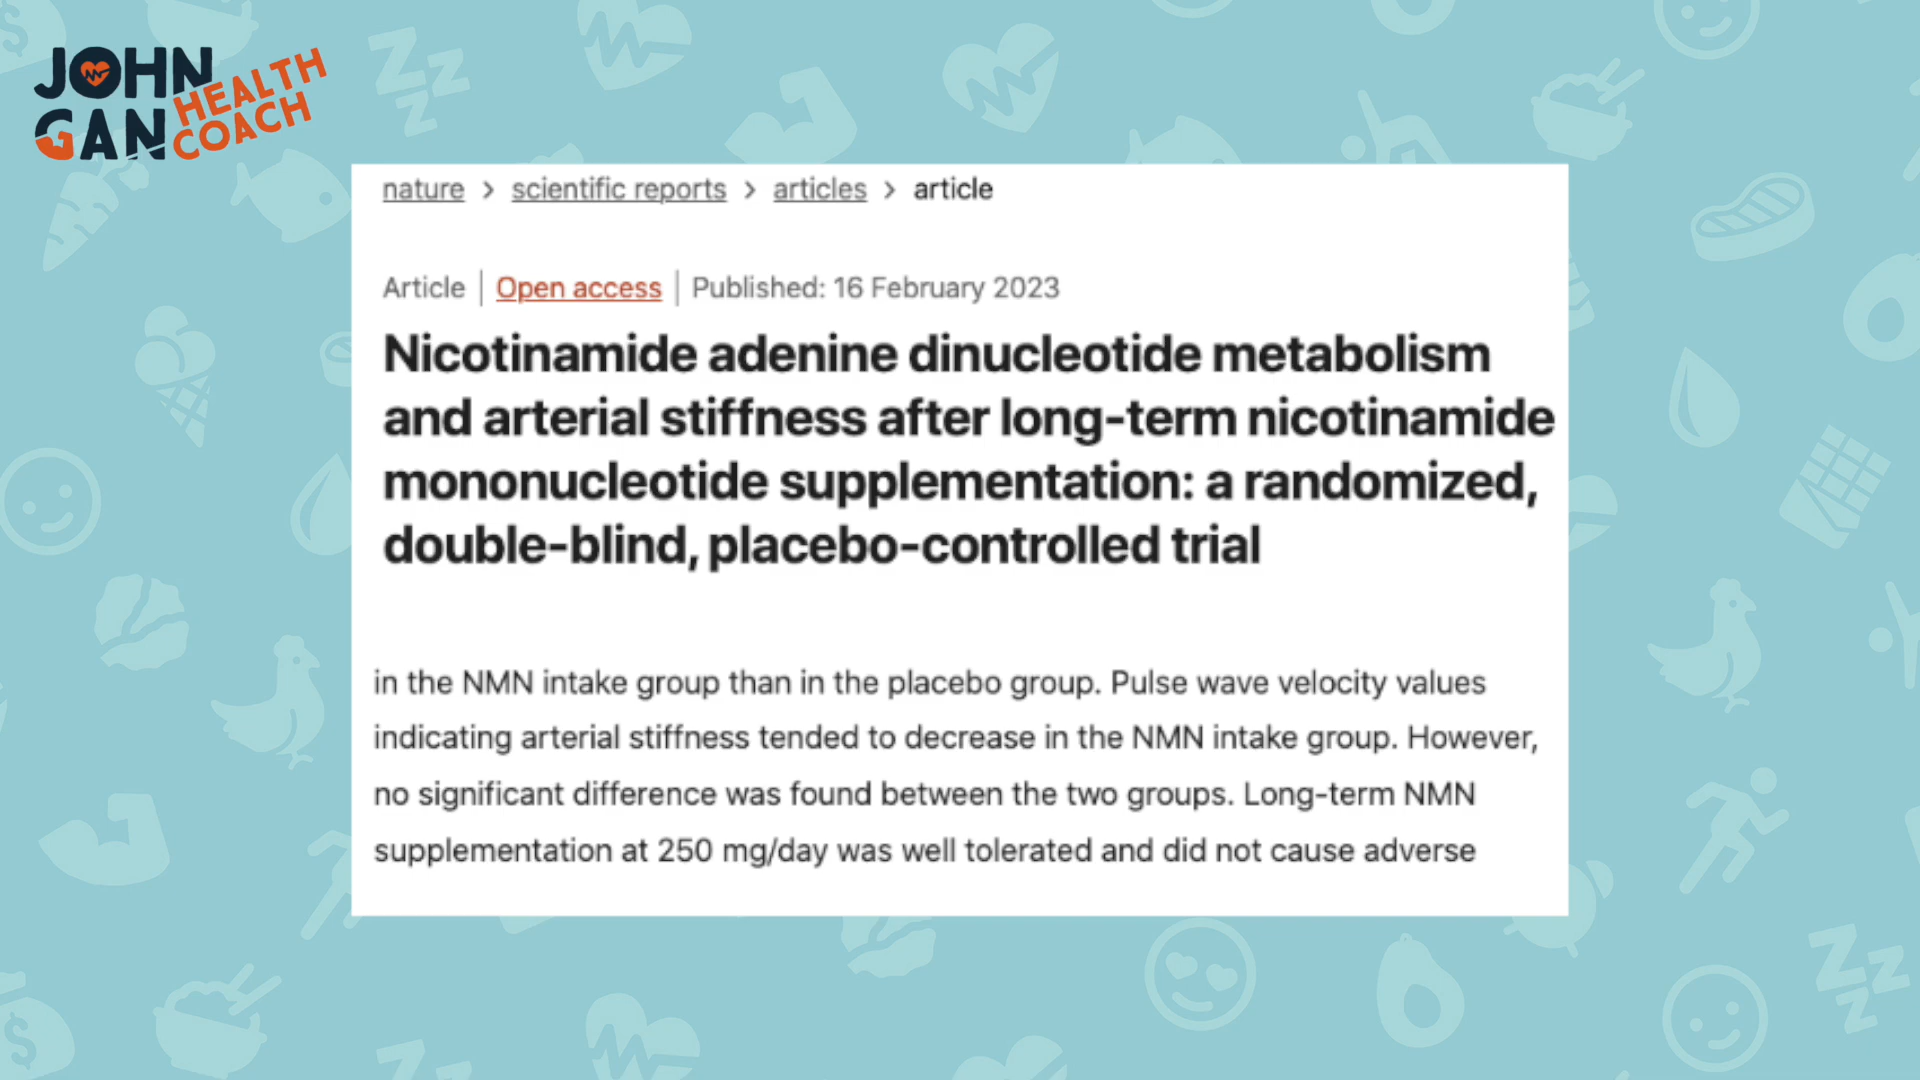 JOHN
GAN
HEALTH
COACH
nature > scientific reports > articles > article
Article | Open access | Published: 16 February 2023
Nicotinamide adenine dinucleotide metabolism
and arterial stiffness after long-term nicotinamide
mononucleotide supplementation: a randomized,
double-blind, placebo-controlled trial
in the NMN intake group than in the placebo group. Pulse wave velocity values
indicating arterial stiffness tended to decrease in the NMN intake group. However,
no significant difference was found between the two groups. Long-term NMN
supplementation at 250 mg/day was well tolerated and did not cause adverse